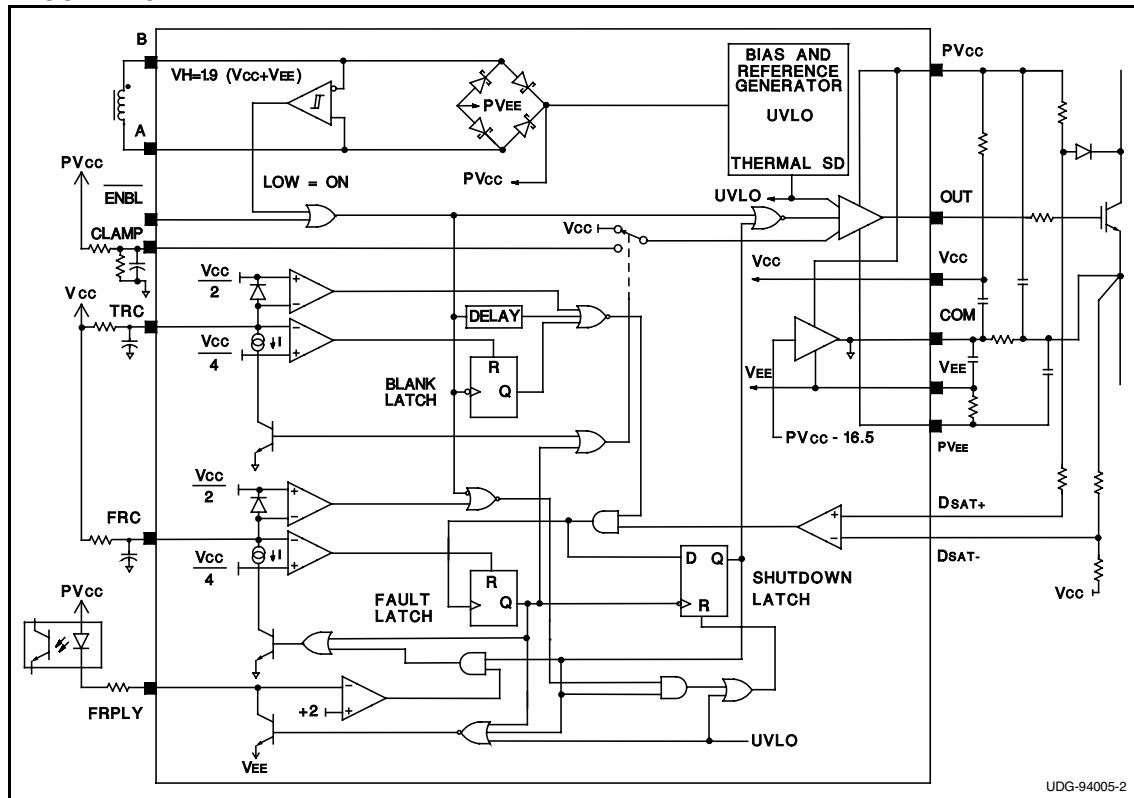 B
VH=1.9 (VCC+VEE)
A
PVCC
ENBL
LOW = ON
CLAMP
VCC
TRC
PVEE
PVCC
BIAS AND
REFERENCE
GENERATOR
UVLO
THERMAL SD
UVLO
VCC
VCC
2
VCC
4
DELAY
R
Q
BLANK
LATCH
VCC
2
VCC
4
FRC
PVCC
R
Q
FAULT
LATCH
+2
FRPLY
VEE
I
I
+
-
-
+
+
-
-
+
-
+
+
-
D Q
R
SHUTDOWN
LATCH
UVLO
PVCC - 16.5
VCC
VEE
PVCC
OUT
VCC
COM
VEE
PVEE
DSAT+
DSAT-
VCC
UDG-94005-2